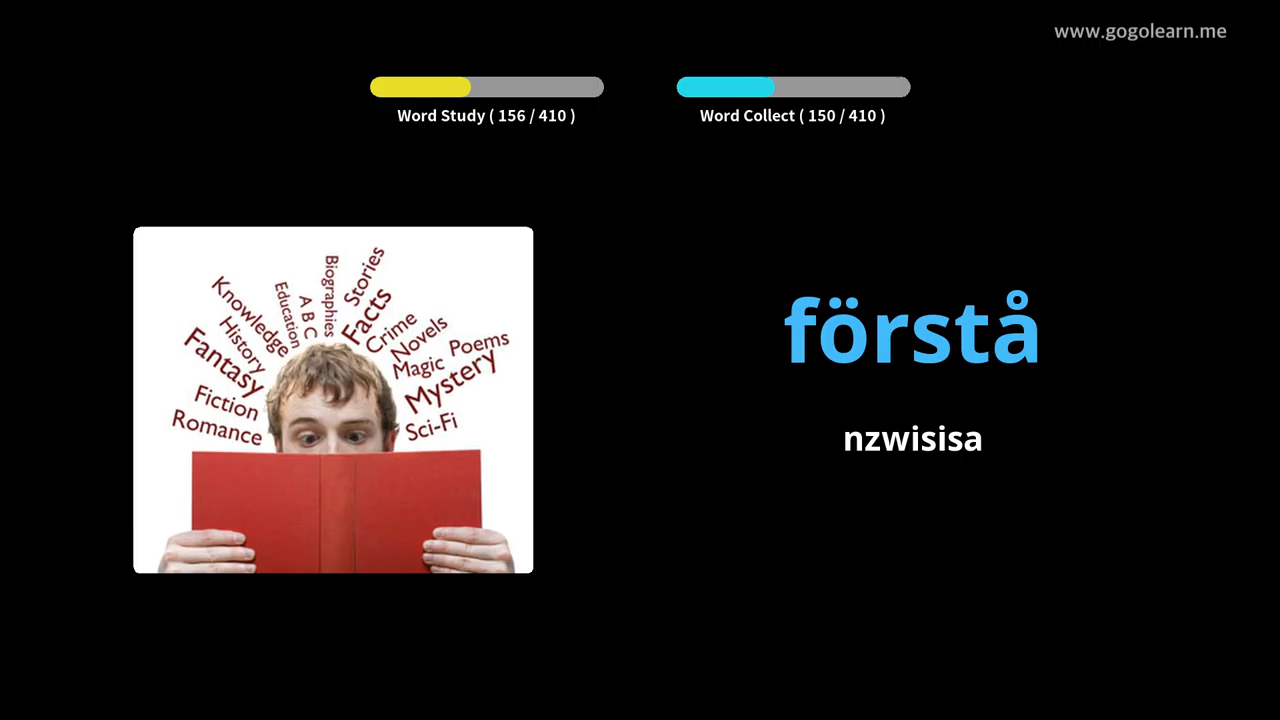 www.gogolearn.me
Word Study ( 156 / 410 )
Word Collect ( 150 / 410 )
Biographies
Stories
Education
A B C
Facts
Knowledge
Crime
History
Novels
Fantasy
Magic
Poems
Mystery
Fiction
Romance
Sci-Fi
förstå
nzwisisa